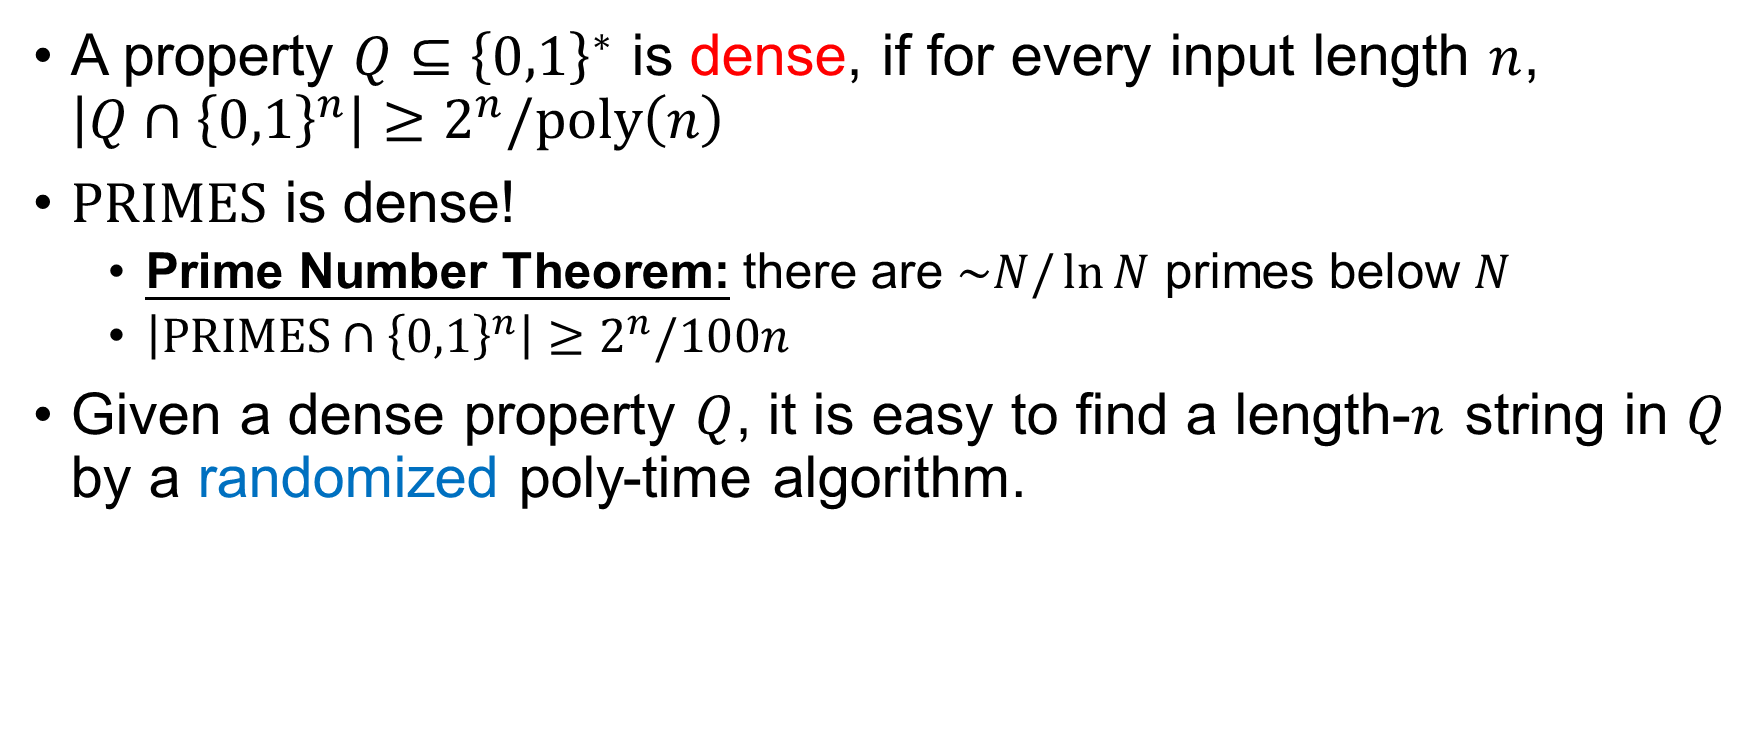 • A property 𝑄 ⊆ {0,1}* is dense, if for every input length 𝑛,
|𝑄 ∩ {0,1}ⁿ| ≥ 2ⁿ/poly(𝑛)
• PRIMES is dense!
• Prime Number Theorem: there are ~𝑁/ ln 𝑁 primes below 𝑁
• |PRIMES ∩ {0,1}ⁿ| ≥ 2ⁿ/100𝑛
• Given a dense property 𝑄, it is easy to find a length-𝑛 string in 𝑄
by a randomized poly-time algorithm.